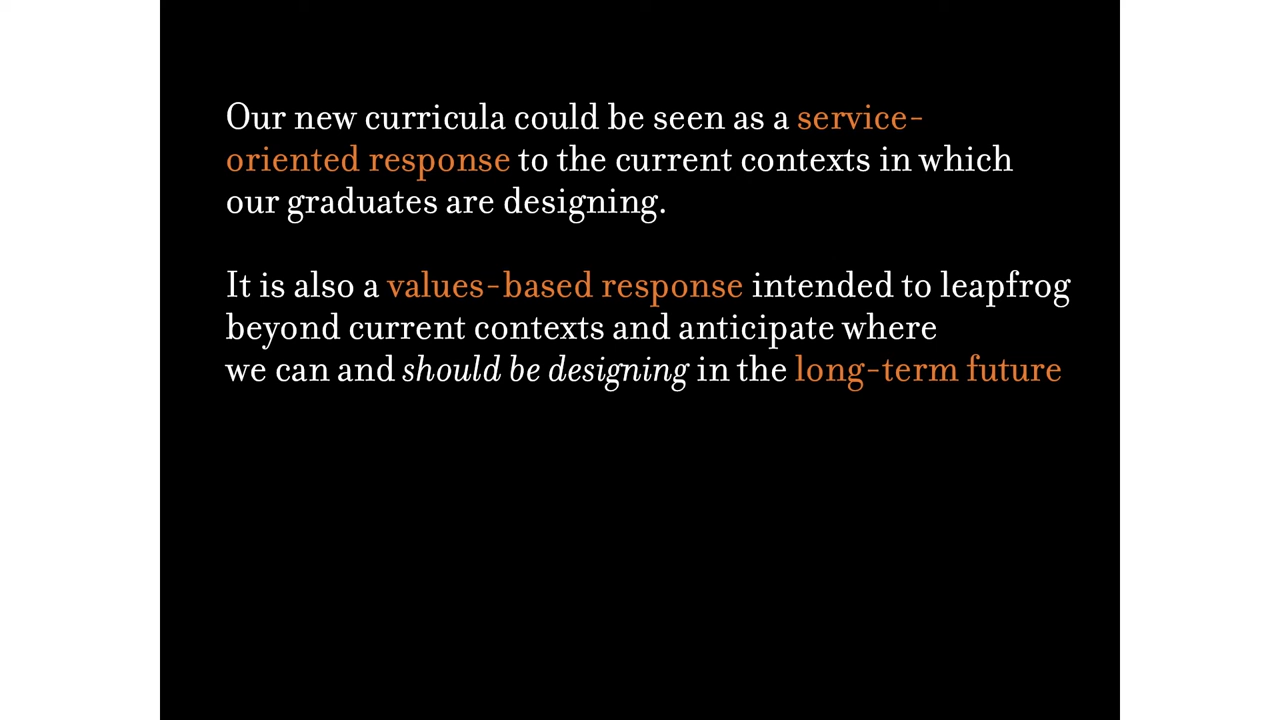 Our new curricula could be seen as a service-
oriented response to the current contexts in which
our graduates are designing.
It is also a values-based response intended to leapfrog
beyond current contexts and anticipate where
we can and should be designing in the long-term future